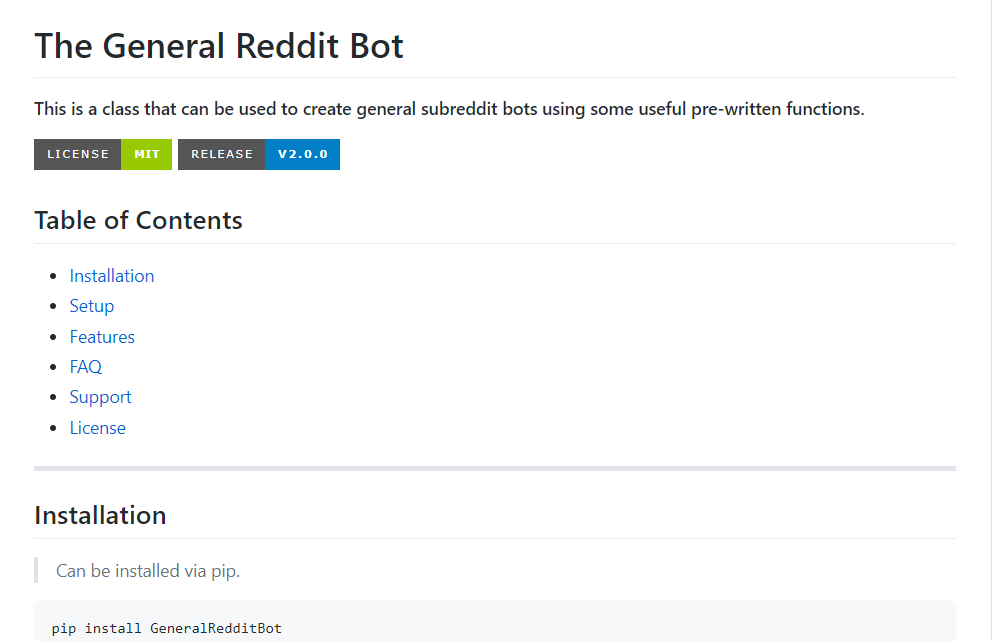 The General Reddit Bot
This is a class that can be used to create general subreddit bots using some useful pre-written functions.
LICENSE MIT RELEASE V2.0.0
Table of Contents
Installation
Setup
Features
FAQ
Support
License
Installation
Can be installed via pip.
pip install GeneralRedditBot